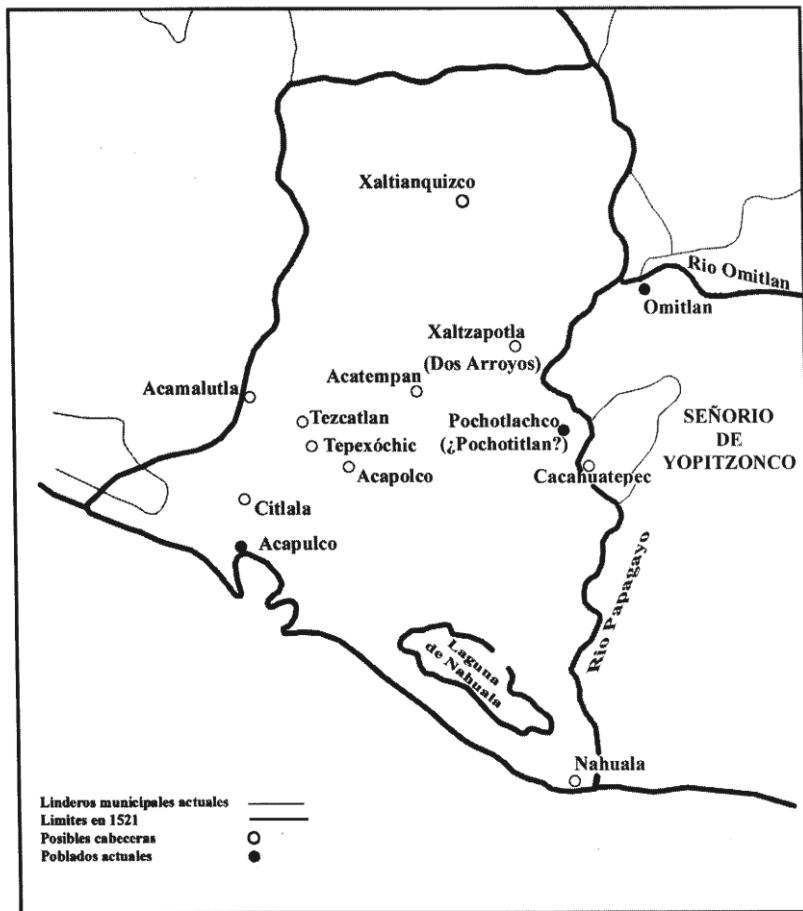 Xaltianquizco
Rio Omitlan
Omitlan
Xaltzapotla
(Dos Arroyos)
Acamalutla
Acatempan
Tezcatlan
Pochotlachco
(¿Pochotitlan?)
SEÑORIO
DE
YOPITZONCO
Tepexóchic
Acapolco
Cacahuatepec
Citlala
Acapulco
Rio Papagayo
Laguna
de Nahuala
Nahuala
Linderos municipales actuales
Limites en 1521
Posibles cabeceras
Poblados actuales